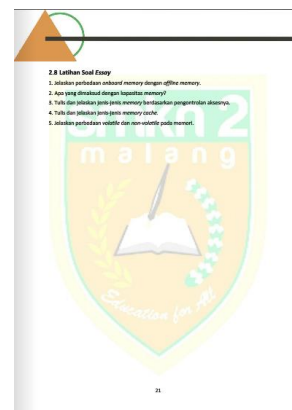 2.8 Latihan Soal Essay
1. Jelaskan perbedaan onboard memory dengan offline memory.
2. Apa yang dimaksud dengan kapasitas memory?
3. Tulis dan jelaskan jenis-jenis memory berdasarkan pengontrolan aksesnya.
4. Tulis dan jelaskan jenis-jenis memory cache.
5. Jelaskan perbedaan volatile dan non-volatile pada memori.
SMKN 2
malang
Education for All
21